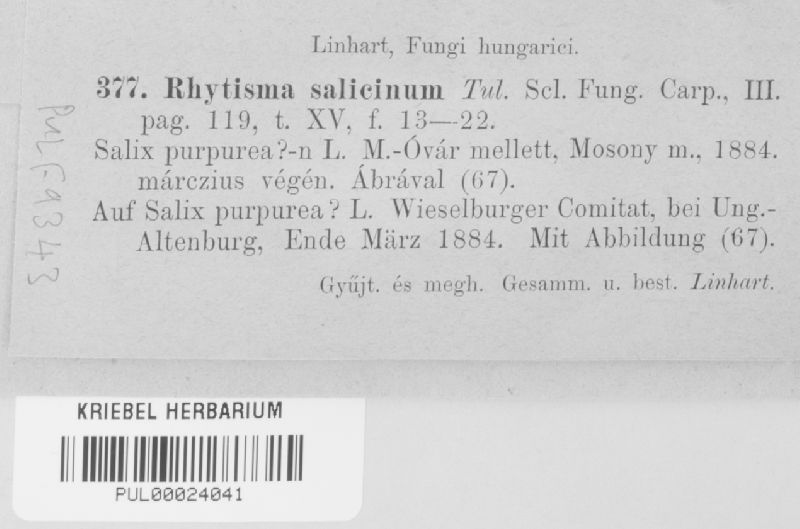 Linhart, Fungi hungarici.
377. Rhytisma salicinum Tul. Scl. Fung. Carp., III.
pag. 119, t. XV, f. 13—22.
Salix purpurea?-n L. M.-Óvár mellett, Mosony m., 1884.
márczius végén. Ábrával (67).
Auf Salix purpurea? L. Wieselburger Comitat, bei Ung.-
Altenburg, Ende März 1884. Mit Abbildung (67).
Gyűjt. és megh. Gesamm. u. best. Linhart.
PUL F9343
KRIEBEL HERBARIUM
PUL00024041